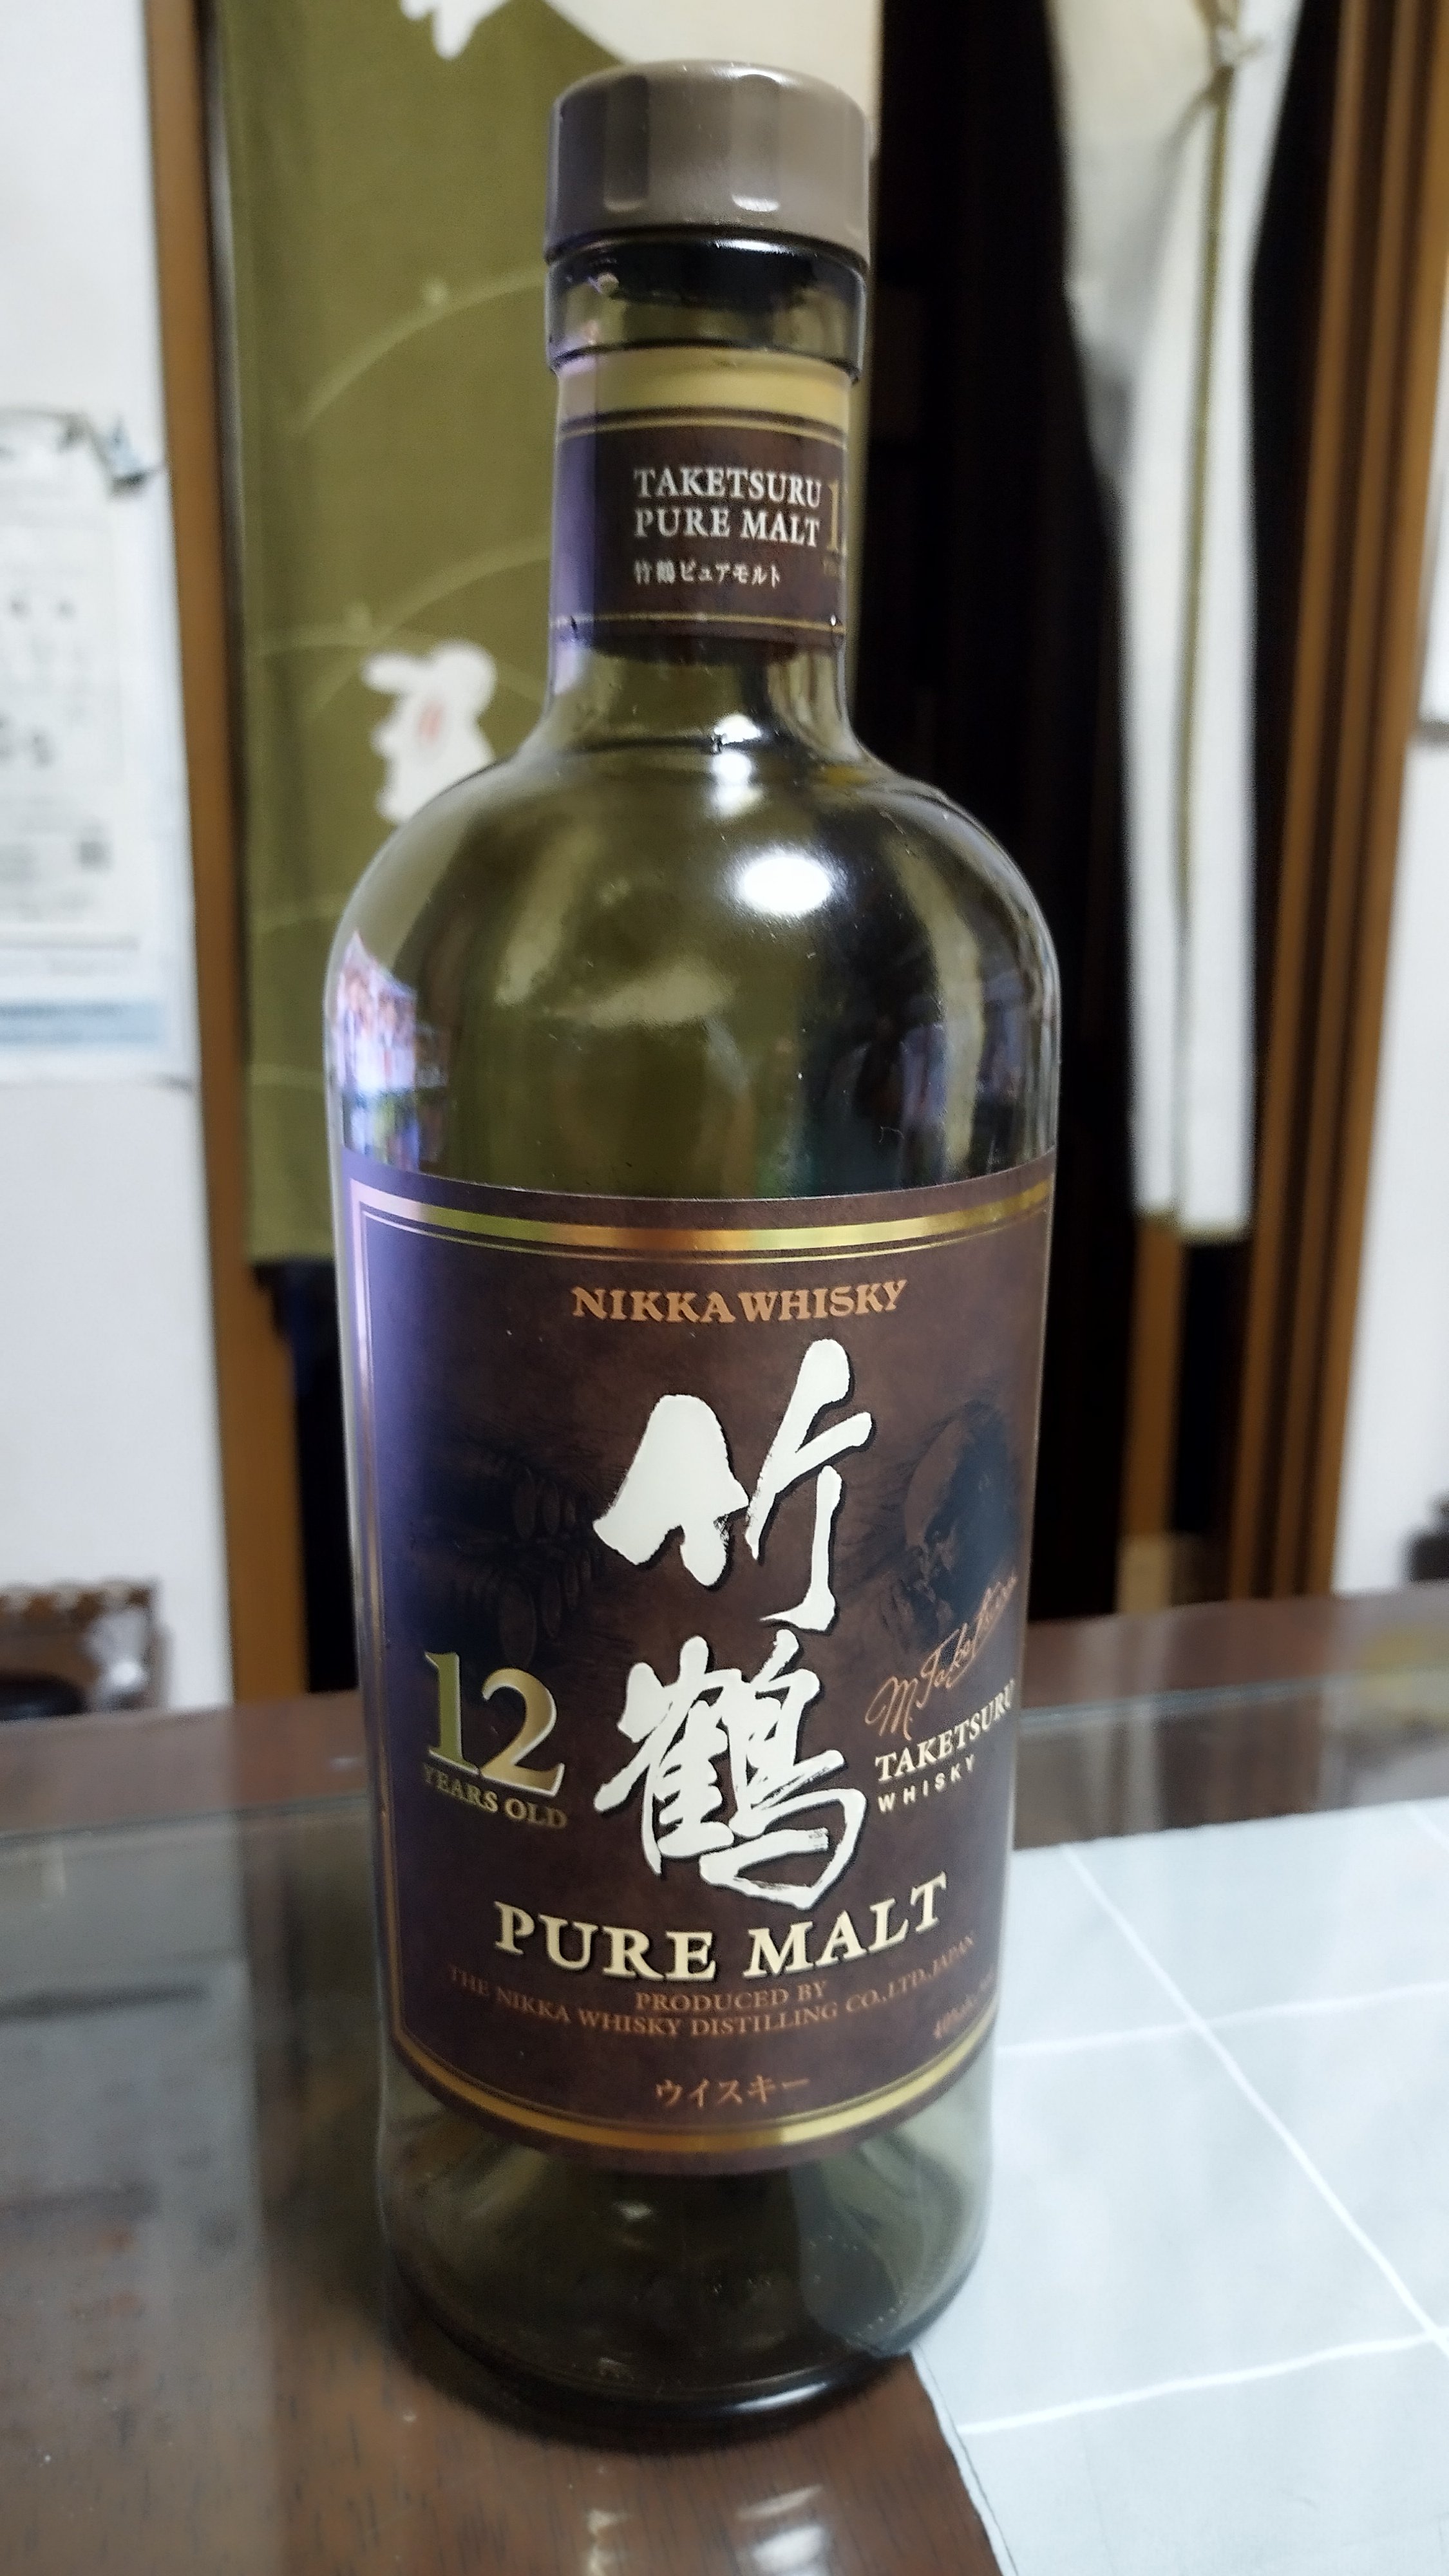 TAKETSURU
PURE MALT
竹鶴ピュアモルト
NIKKA WHISKY
竹鶴
12
YEARS OLD
M. Taketsuru
TAKETSURU
WHISKY
PURE MALT
PRODUCED BY
THE NIKKA WHISKY DISTILLING CO.,LTD.,JAPAN
ウイスキー